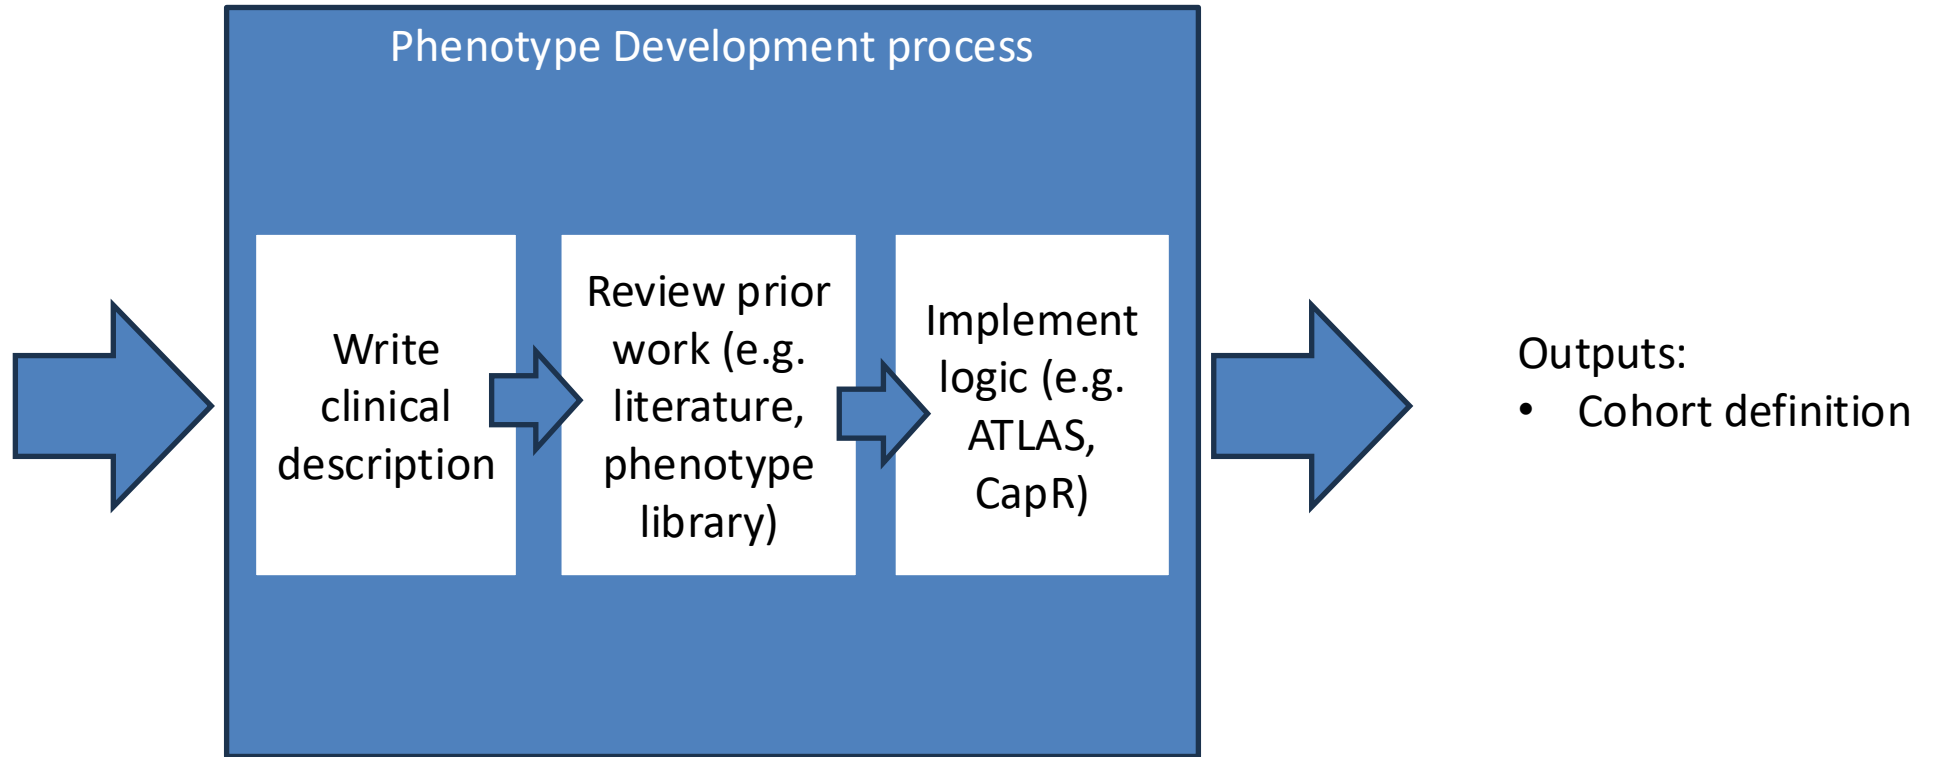 Phenotype Development process
Write
clinical
description
Review prior
work (e.g.
literature,
phenotype
library)
Implement
logic (e.g.
ATLAS,
CapR)
Outputs:
• Cohort definition